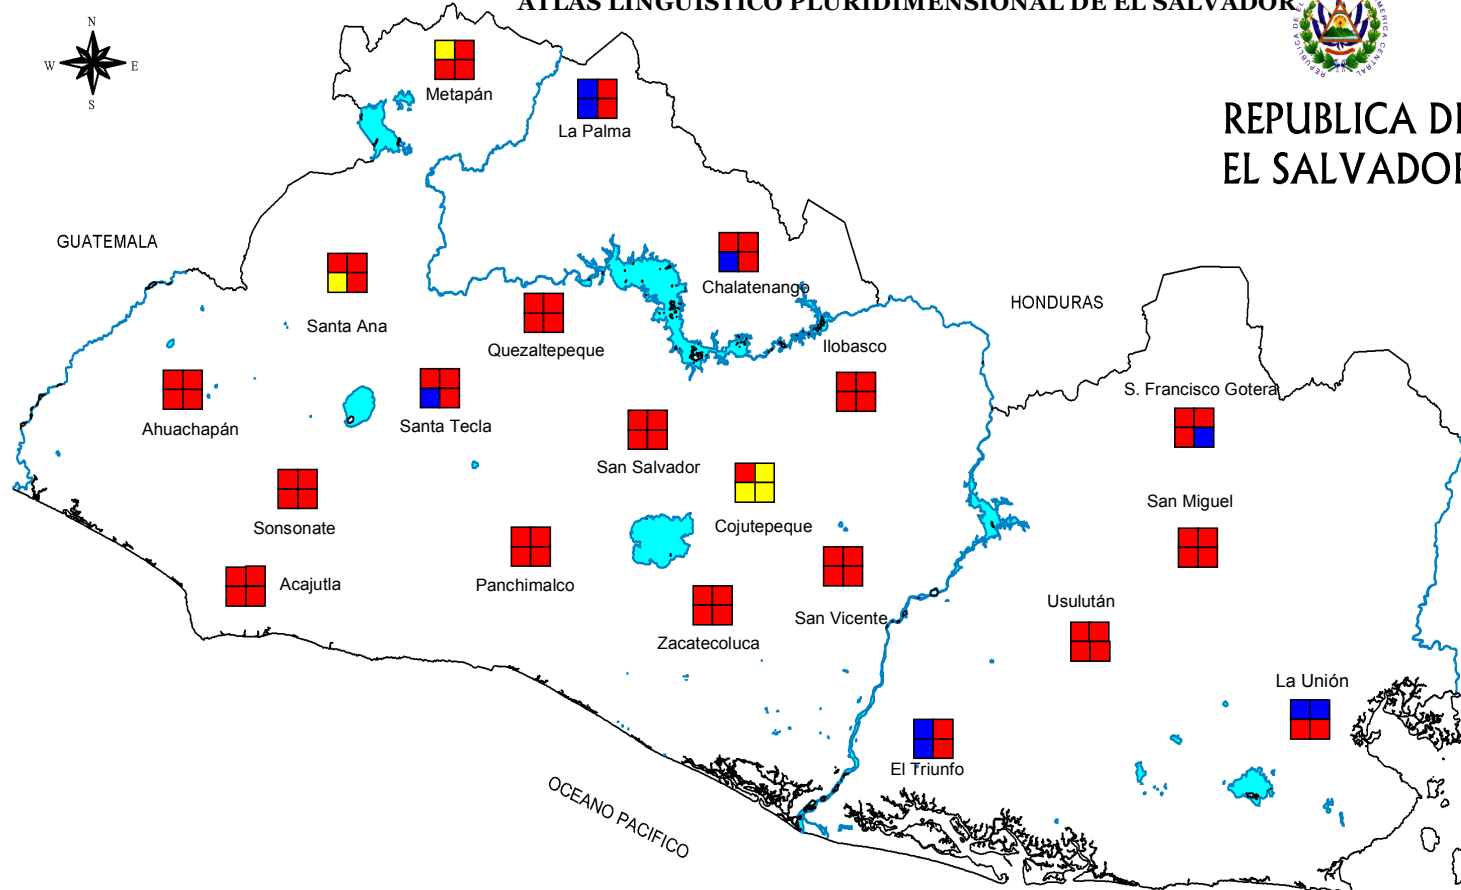 ATLAS LINGÜÍSTICO PLURIDIMENSIONAL DE EL SALVADOR
N
W
E
S
REPUBLICA DE
EL SALVADOR
Metapán
La Palma
GUATEMALA
Chalatenango
HONDURAS
Santa Ana
Quezaltepeque
Ilobasco
S. Francisco Gotera
Ahuachapán
Santa Tecla
San Salvador
San Miguel
Sonsonate
Cojutepeque
Acajutla
Panchimalco
Usulután
San Vicente
Zacatecoluca
La Unión
El Triunfo
OCEANO PACIFICO